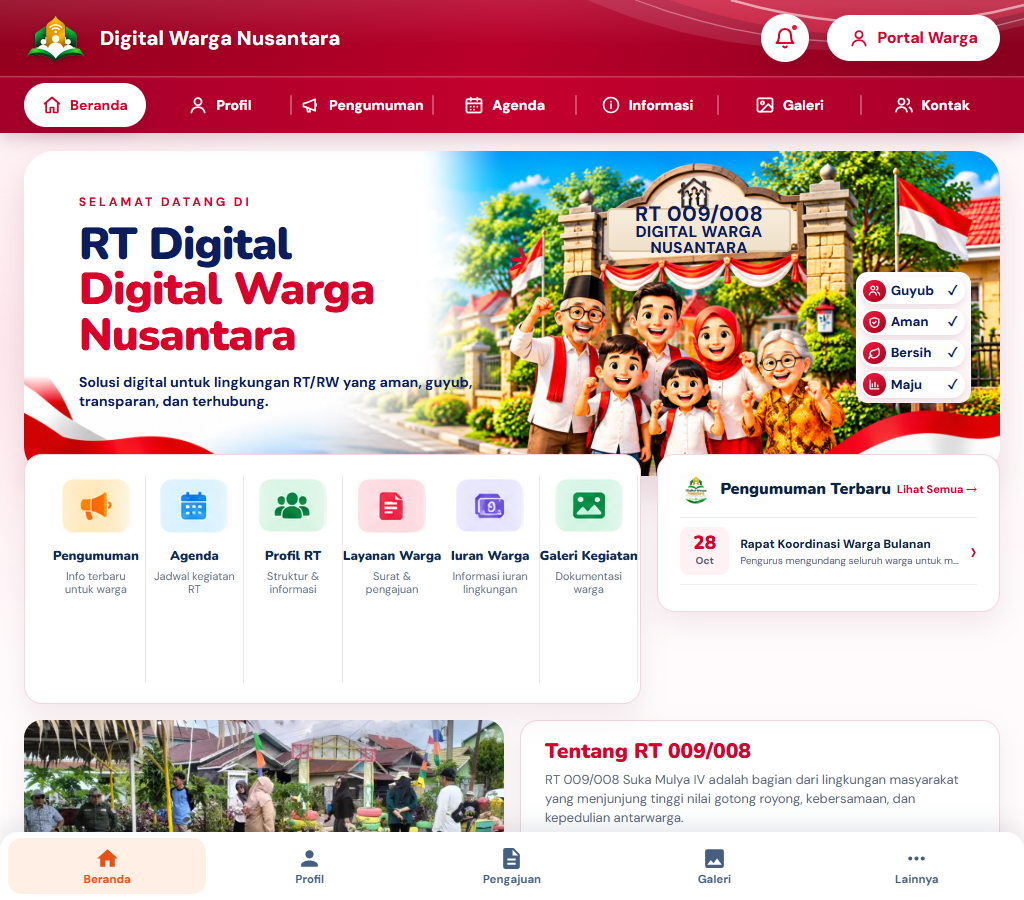 Digital Warga Nusantara
Portal Warga
Beranda
Profil
Pengumuman
Agenda
Informasi
Galeri
Kontak
SELAMAT DATANG DI
RT Digital
Digital Warga
Nusantara
Solusi digital untuk lingkungan RT/RW yang aman, guyub,
transparan, dan terhubung.
RT 009/008
DIGITAL WARGA
NUSANTARA
Guyub ✓
Aman ✓
Bersih ✓
Maju ✓
Pengumuman
Info terbaru
untuk warga
Agenda
Jadwal kegiatan
RT
Profil RT
Struktur &
informasi
Layanan Warga
Surat &
pengajuan
Iuran Warga
Informasi iuran
lingkungan
Galeri Kegiatan
Dokumentasi
warga
Pengumuman Terbaru
Lihat Semua →
28
Oct
Rapat Koordinasi Warga Bulanan
Pengurus mengundang seluruh warga untuk m...
Tentang RT 009/008
RT 009/008 Suka Mulya IV adalah bagian dari lingkungan masyarakat
yang menjunjung tinggi nilai gotong royong, kebersamaan, dan
kepedulian antarwarga.
Beranda
Profil
Pengajuan
Galeri
Lainnya